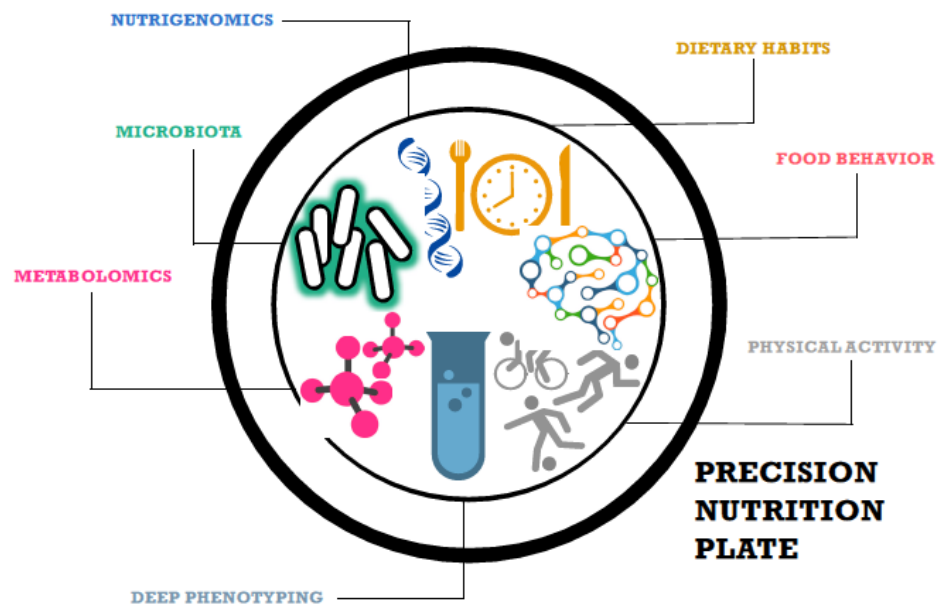 NUTRIGENOMICS
DIETARY HABITS
MICROBIOTA
FOOD BEHAVIOR
METABOLOMICS
PHYSICAL ACTIVITY
PRECISION
NUTRITION
PLATE
DEEP PHENOTYPING